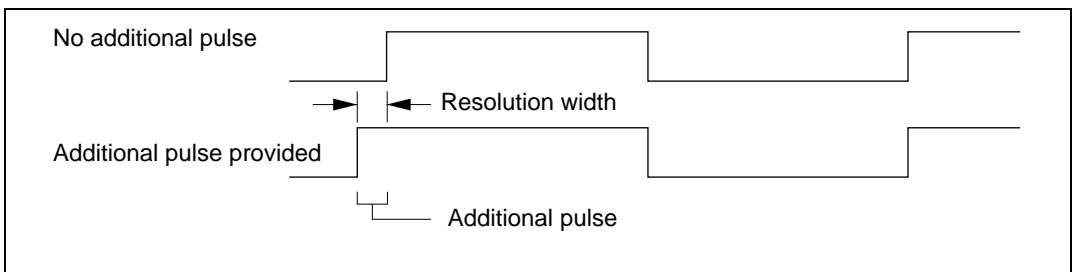 No additional pulse
Resolution width
Additional pulse provided
Additional pulse